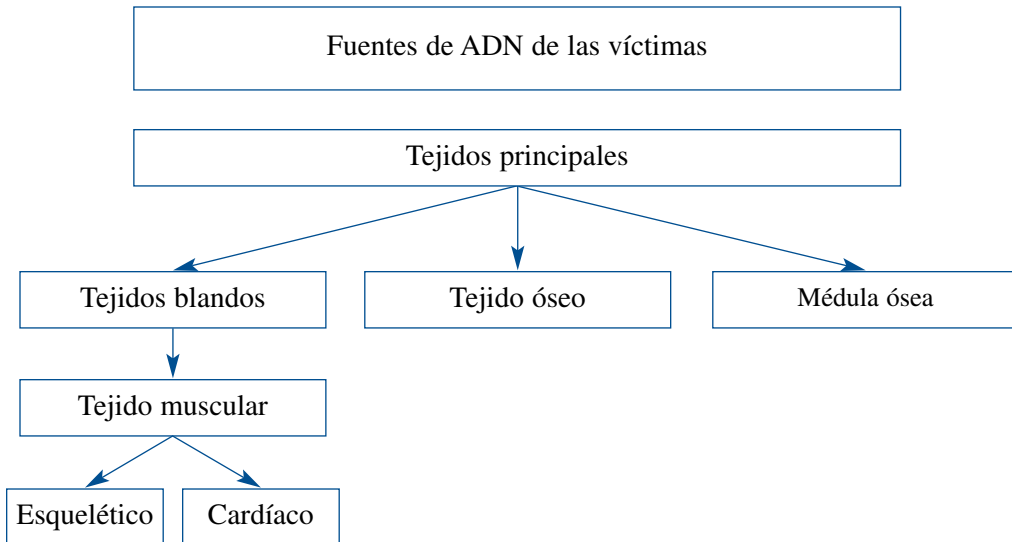 Fuentes de ADN de las víctimas
Tejidos principales
Tejidos blandos
Tejido óseo
Médula ósea
Tejido muscular
Esquelético
Cardíaco